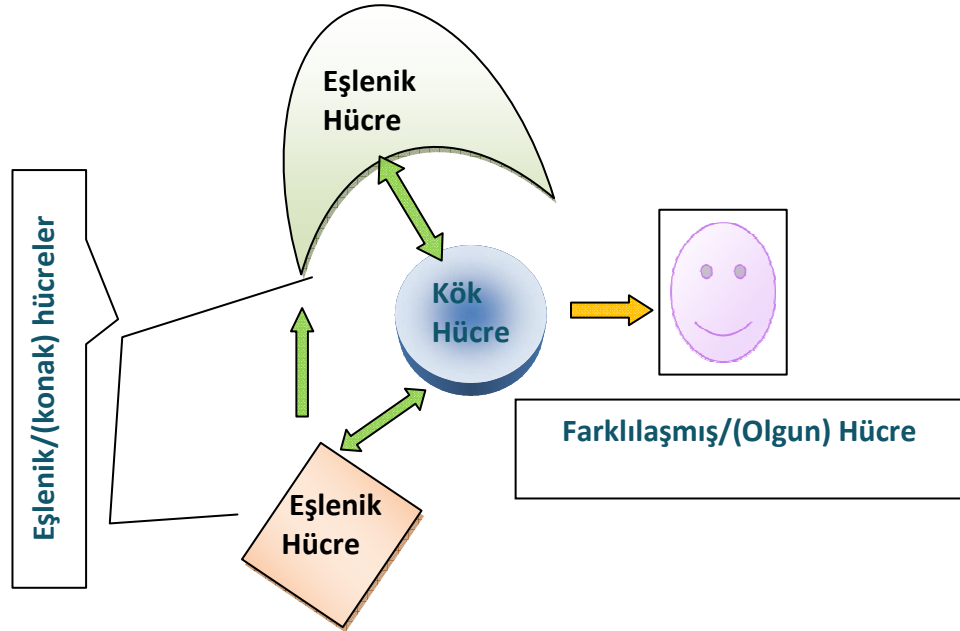 Eşlenik
Hücre
Eşlenik/(konak) hücreler
Kök
Hücre
Farklılaşmış/(Olgun) Hücre
Eşlenik
Hücre